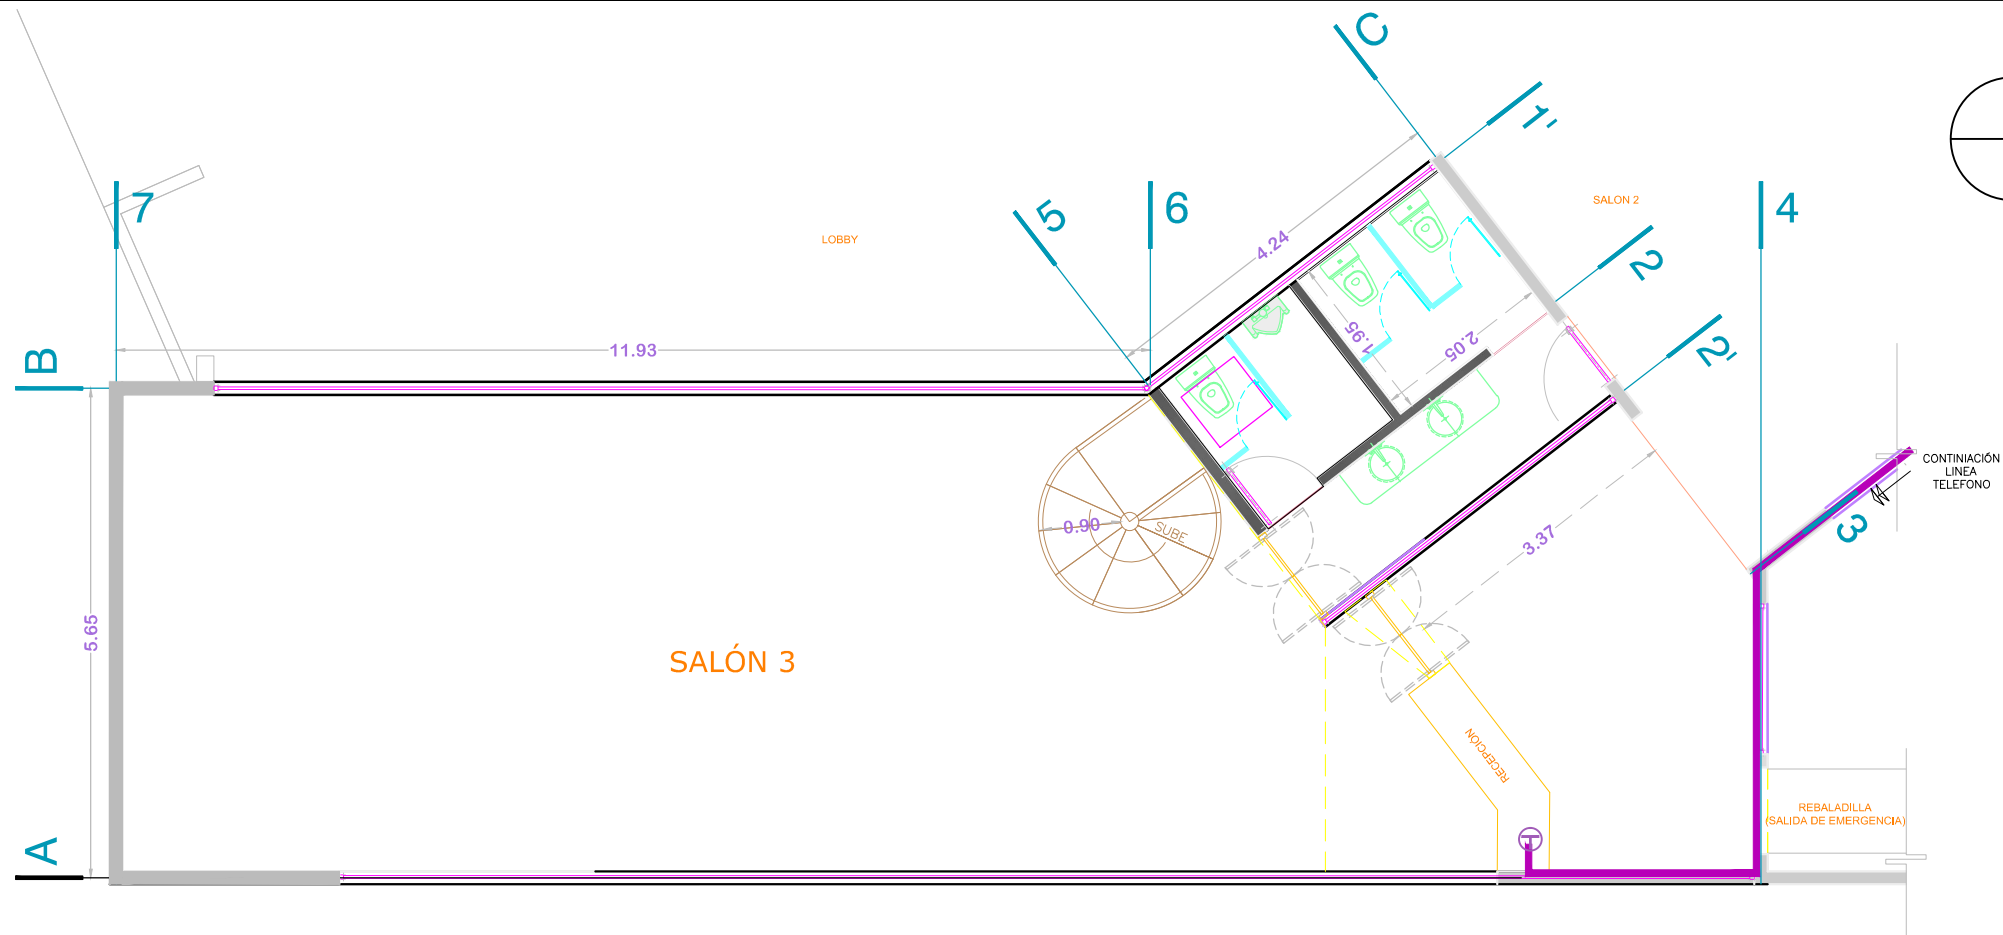 C
1'
7
5
6
SALON 2
4
LOBBY
4.24
2
B
11.93
1.95
2.05
2'
CONTINIACIÓN
LINEA
TELEFONO
0.90
SUBE
3.37
3
5.65
SALÓN 3
RECEPCIÓN
REBALADILLA
(SALIDA DE EMERGENCIA)
A
T